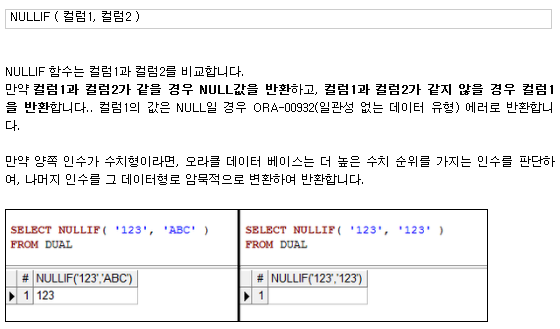 NULLIF ( 컬럼1, 컬럼2 )
NULLIF 함수는 컬럼1과 컬럼2를 비교합니다.
만약 컬럼1과 컬럼2가 같을 경우 NULL값을 반환하고, 컬럼1과 컬럼2가 같지 않을 경우 컬럼1
을 반환합니다.. 컬럼1의 값은 NULL일 경우 ORA-00932(일관성 없는 데이터 유형) 에러로 반환합니
다.
만약 양쪽 인수가 수치형이라면, 오라클 데이터 베이스는 더 높은 수치 순위를 가지는 인수를 판단하
여, 나머지 인수를 그 데이터형로 암묵적으로 변환하여 반환합니다.
SELECT NULLIF( '123', 'ABC' )
FROM DUAL
# NULLIF('123','ABC')
1 123
SELECT NULLIF( '123', '123' )
FROM DUAL
# NULLIF('123','123')
1